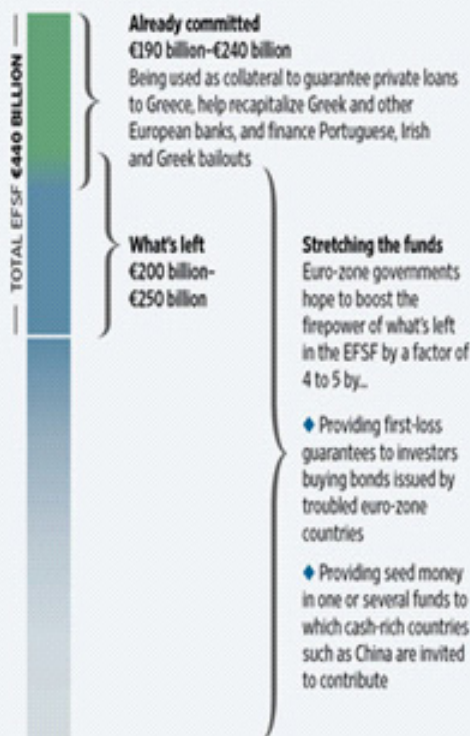 TOTAL EFSF €440 BILLION
Already committed
€190 billion–€240 billion
Being used as collateral to guarantee private loans
to Greece, help recapitalize Greek and other
European banks, and finance Portuguese, Irish
and Greek bailouts
What's left
€200 billion–
€250 billion
Stretching the funds
Euro-zone governments
hope to boost the
firepower of what's left
in the EFSF by a factor of
4 to 5 by...
◆ Providing first-loss
guarantees to investors
buying bonds issued by
troubled euro-zone
countries
◆ Providing seed money
in one or several funds to
which cash-rich countries
such as China are invited
to contribute